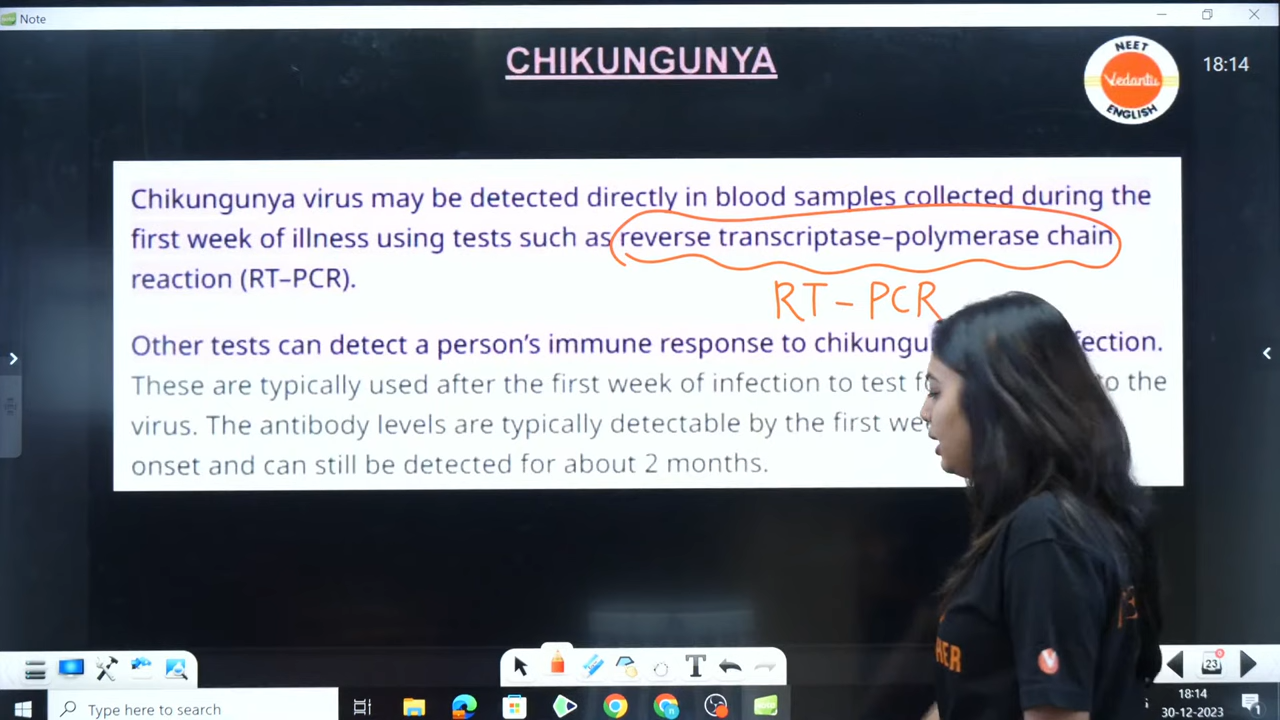 Note
CHIKUNGUNYA
NEET
Vedantu
ENGLISH
18:14
Chikungunya virus may be detected directly in blood samples collected during the
first week of illness using tests such as reverse transcriptase–polymerase chain
reaction (RT–PCR).
RT-PCR
Other tests can detect a person's immune response to
These are typically used after the first week of infection to test to the
virus. The antibody levels are typically detectable by the first
onset and can still be detected for about 2 months.
T
23
Type here to search
18:14
30-12-2023
1